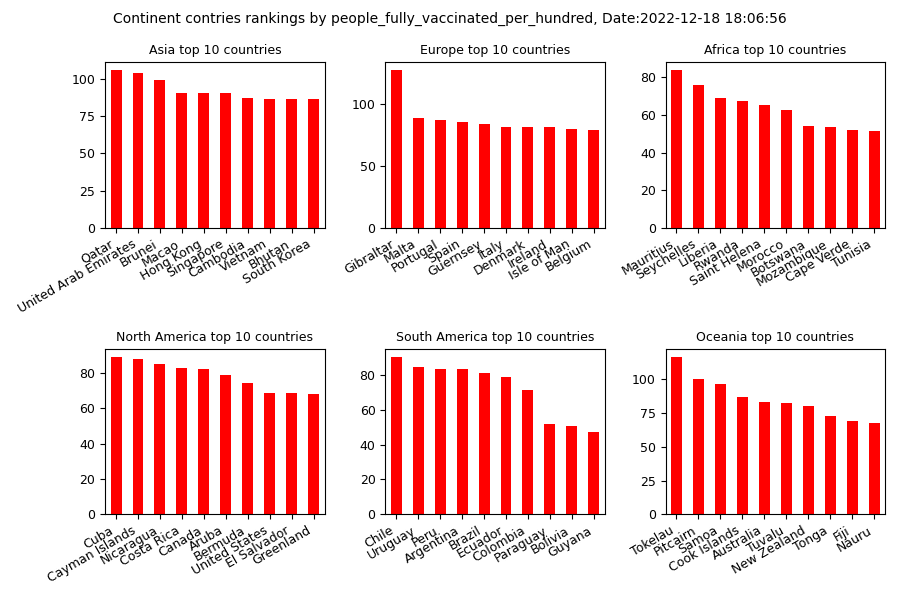 Continent contries rankings by people_fully_vaccinated_per_hundred, Date:2022-12-18 18:06:56
Asia top 10 countries
100
75
50
25
0
Qatar
United Arab Emirates
Brunei
Macao
Hong Kong
Singapore
Cambodia
Vietnam
Bhutan
South Korea
Europe top 10 countries
100
50
0
Gibraltar
Malta
Portugal
Spain
Guernsey
Italy
Denmark
Ireland
Isle of Man
Belgium
Africa top 10 countries
80
60
40
20
0
Mauritius
Seychelles
Liberia
Rwanda
Saint Helena
Morocco
Botswana
Mozambique
Cape Verde
Tunisia
North America top 10 countries
80
60
40
20
0
Cuba
Cayman Islands
Nicaragua
Costa Rica
Canada
Aruba
Bermuda
United States
El Salvador
Greenland
South America top 10 countries
80
60
40
20
0
Chile
Uruguay
Peru
Argentina
Brazil
Ecuador
Colombia
Paraguay
Bolivia
Guyana
Oceania top 10 countries
100
75
50
25
0
Tokelau
Pitcairn
Samoa
Cook Islands
Australia
Tuvalu
New Zealand
Tonga
Fiji
Nauru